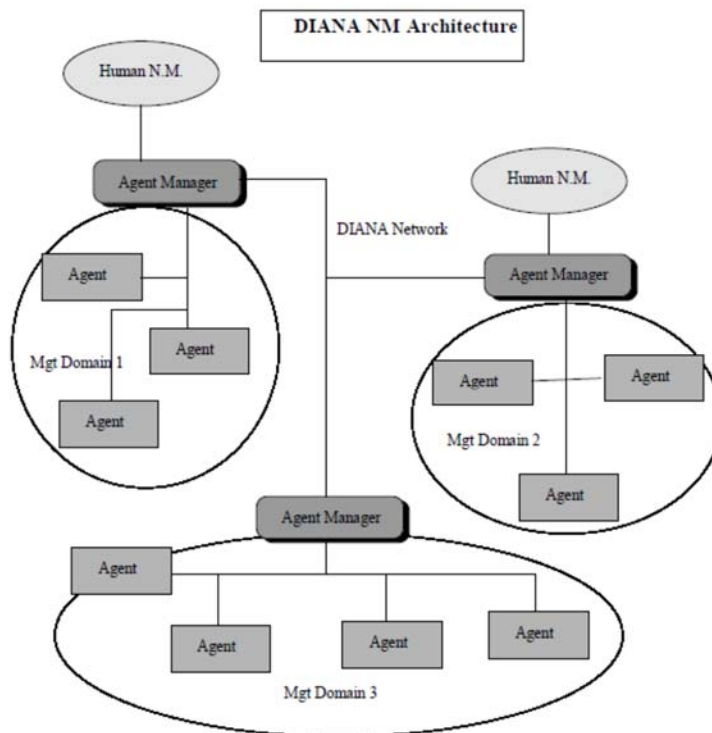 DIANA NM Architecture
Human N.M.
Agent Manager
Human N.M.
DIANA Network
Agent Manager
Agent
Agent
Mgt Domain 1
Agent
Agent
Agent
Mgt Domain 2
Agent
Agent Manager
Agent
Agent
Agent
Agent
Mgt Domain 3